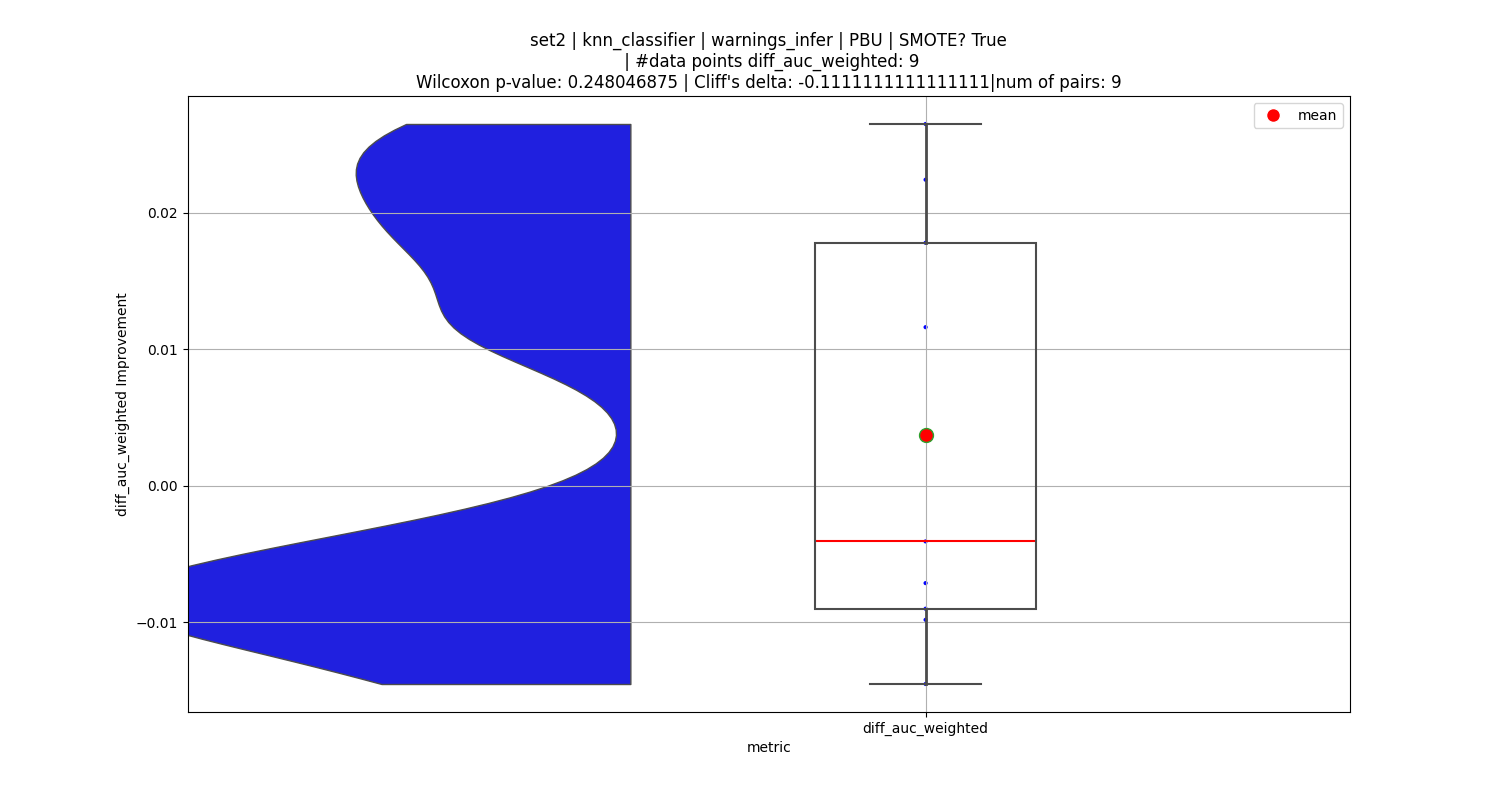 set2 | knn_classifier | warnings_infer | PBU | SMOTE? True
| #data points diff_auc_weighted: 9
Wilcoxon p-value: 0.248046875 | Cliff's delta: -0.1111111111111111|num of pairs: 9
mean
0.02
0.01
0.00
−0.01
diff_auc_weighted Improvement
diff_auc_weighted
metric